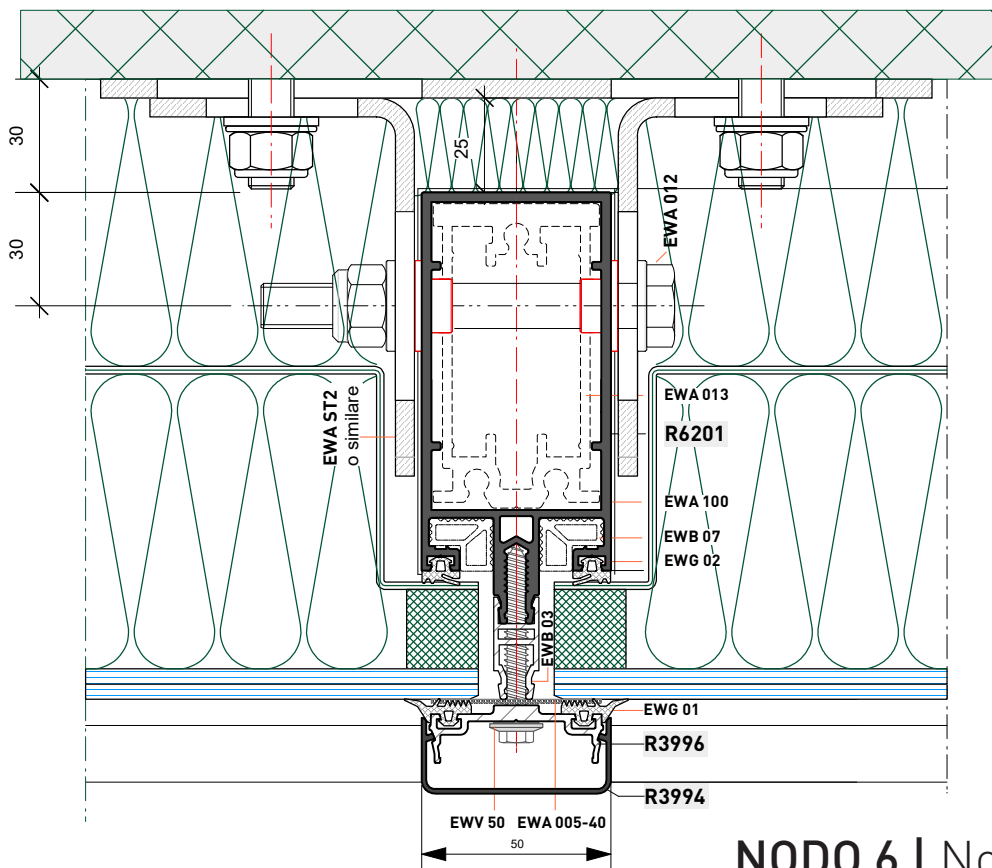 30
25
30
EWA 012
EWA ST2
o similare
EWA 013
R6201
EWA 100
EWB 07
EWG 02
EWB 03
EWG 01
R3996
R3994
EWV 50 EWA 005-40
50
NODO 6 | No